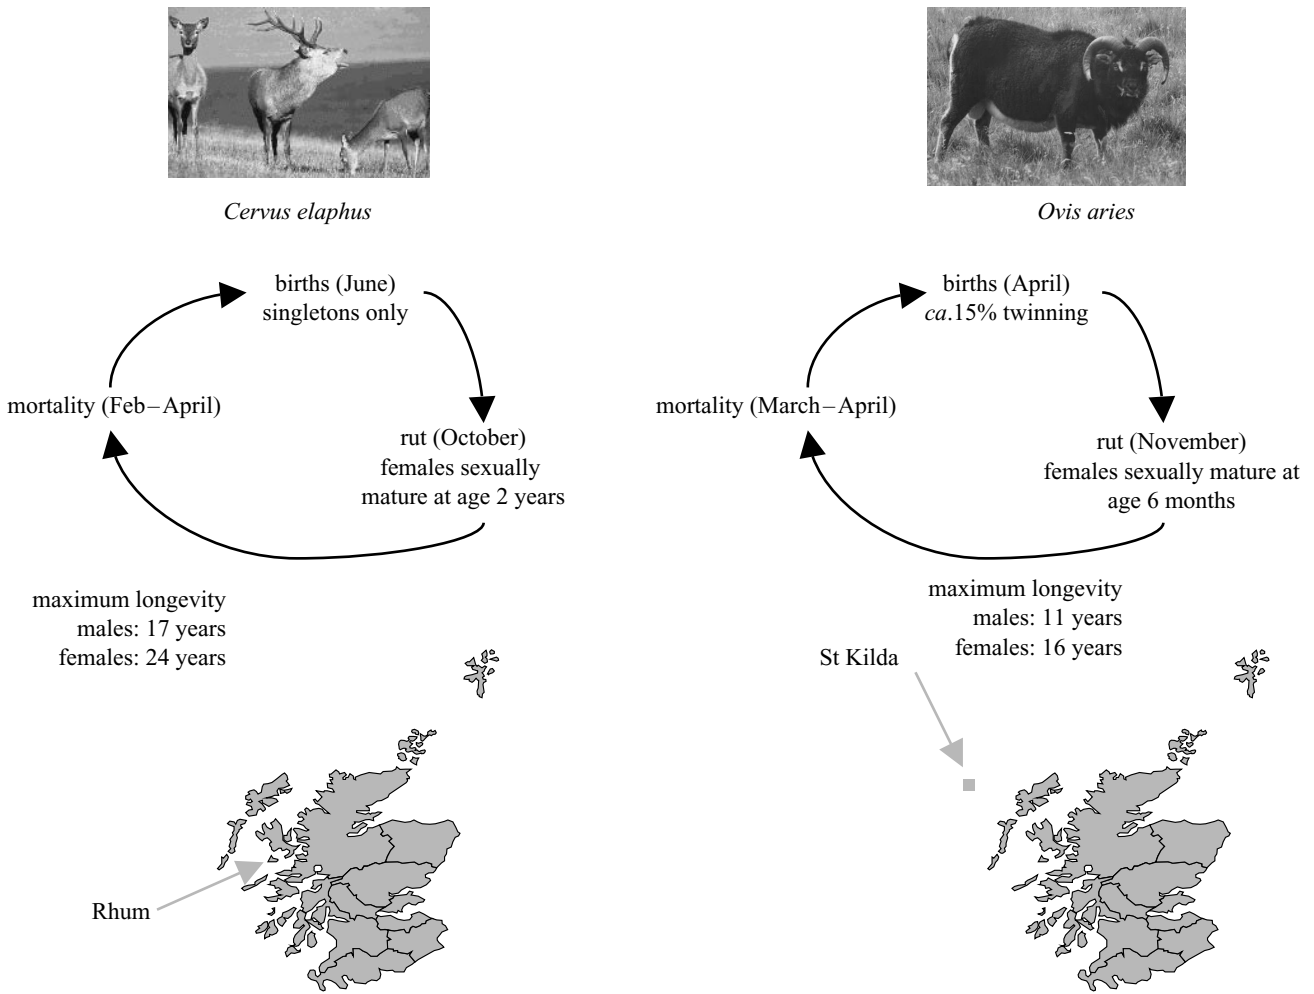 Cervus elaphus
births (June)
singletons only
mortality (Feb–April)
rut (October)
females sexually
mature at age 2 years
maximum longevity
males: 17 years
females: 24 years
Rhum
Ovis aries
births (April)
ca.15% twinning
mortality (March–April)
rut (November)
females sexually mature at
age 6 months
maximum longevity
males: 11 years
females: 16 years
St Kilda